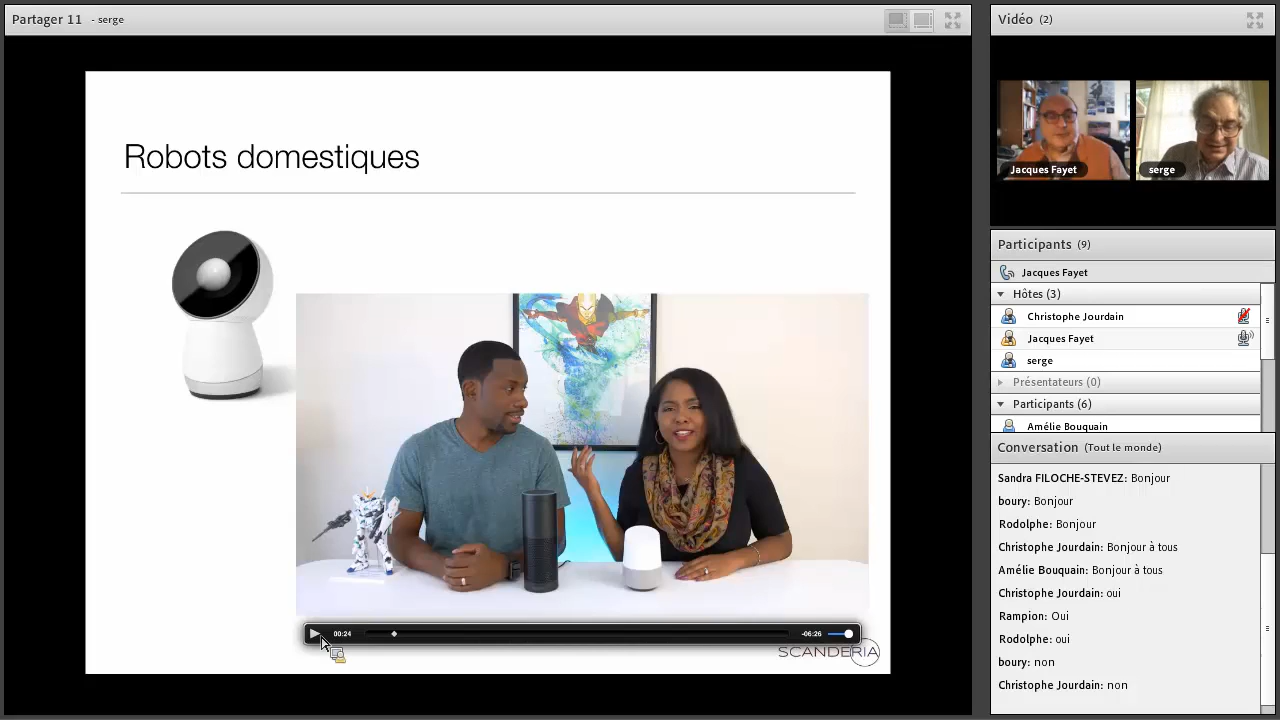 Partager 11 - serge
Robots domestiques
00:24
-06:26
SCANDERIA
Vidéo (2)
Jacques Fayet
serge
Participants (9)
Jacques Fayet
Hôtes (3)
Christophe Jourdain
Jacques Fayet
serge
Présentateurs (0)
Participants (6)
Amélie Bouquain
Conversation (Tout le monde)
Sandra FILOCHE-STEVEZ: Bonjour
boury: Bonjour
Rodolphe: Bonjour
Christophe Jourdain: Bonjour à tous
Amélie Bouquain: Bonjour à tous
Christophe Jourdain: oui
Rampion: Oui
Rodolphe: oui
boury: non
Christophe Jourdain: non